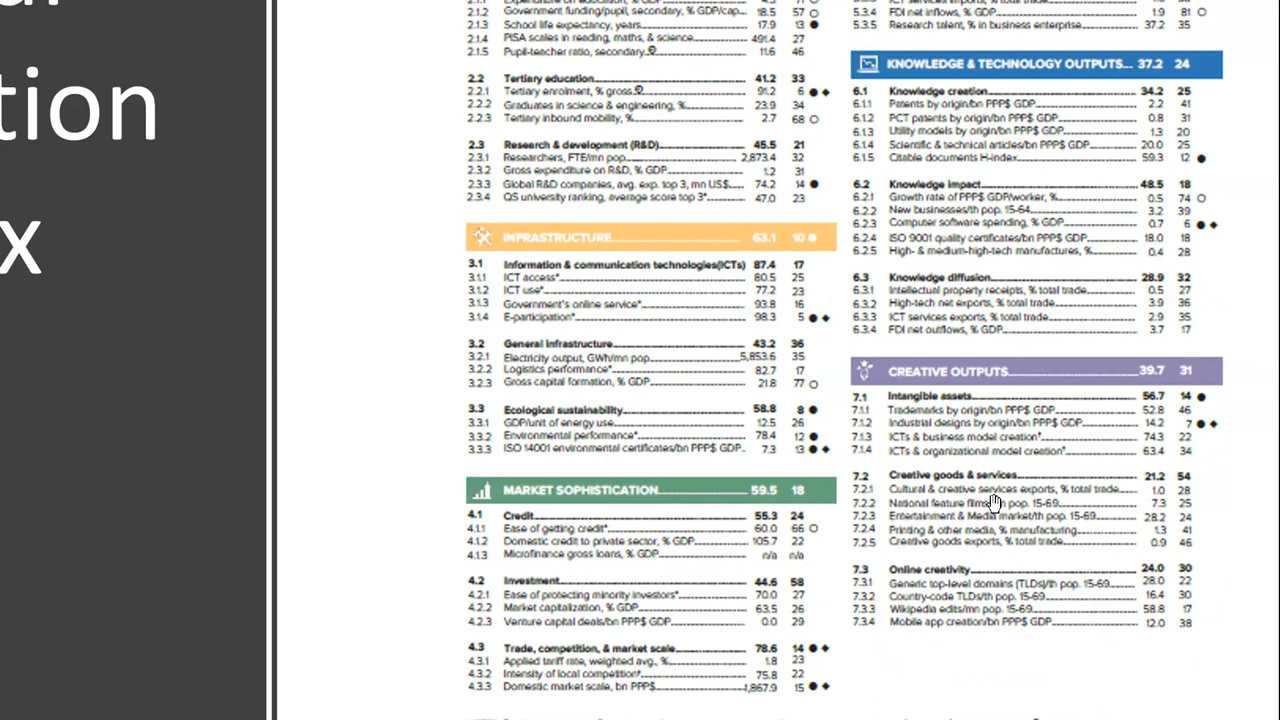 tion
x
Government funding/pupil, secondary, % GDP/cap... 18.5 57 ○
2.1.3 School life expectancy, years 17.9 13 ●
2.1.4 PISA scales in reading, maths, & science 491.4 27
2.1.5 Pupil-teacher ratio, secondary 11.6 46
2.2 Tertiary education 41.2 33
2.2.1 Tertiary enrolment, % gross 91.2 6 ● ◆
2.2.2 Graduates in science & engineering, % 23.9 34
2.2.3 Tertiary inbound mobility, % 2.7 68 ○
2.3 Research & development (R&D) 45.5 21
2.3.1 Researchers, FTE/mn pop. 2,873.4 32
2.3.2 Gross expenditure on R&D, % GDP 1.2 31
2.3.3 Global R&D companies, avg. exp. top 3, mn US$ 74.2 14 ●
2.3.4 QS university ranking, average score top 3* 47.0 23
INFRASTRUCTURE 63.1 10 ●
3.1 Information & communication technologies(ICTs) 87.4 17
3.1.1 ICT access* 80.5 25
3.1.2 ICT use* 77.2 23
3.1.3 Government's online service* 93.8 16
3.1.4 E-participation* 98.3 5 ● ◆
3.2 General infrastructure 43.2 36
3.2.1 Electricity output, GWh/mn pop. 5,853.6 35
3.2.2 Logistics performance* 82.7 17
3.2.3 Gross capital formation, % GDP 21.8 77 ○
3.3 Ecological sustainability 58.8 8 ●
3.3.1 GDP/unit of energy use 12.5 26
3.3.2 Environmental performance* 78.4 12 ●
3.3.3 ISO 14001 environmental certificates/bn PPP$ GDP 7.3 13 ● ◆
MARKET SOPHISTICATION 59.5 18
4.1 Credit 55.3 24
4.1.1 Ease of getting credit* 60.0 66 ○
4.1.2 Domestic credit to private sector, % GDP 105.7 22
4.1.3 Microfinance gross loans, % GDP n/a n/a
4.2 Investment 44.6 58
4.2.1 Ease of protecting minority investors* 70.0 27
4.2.2 Market capitalization, % GDP 63.5 26
4.2.3 Venture capital deals/bn PPP$ GDP 0.0 29
4.3 Trade, competition, & market scale 78.6 14 ● ◆
4.3.1 Applied tariff rate, weighted avg., % 1.8 23
4.3.2 Intensity of local competition† 75.8 22
4.3.3 Domestic market scale, bn PPP$ 1,867.9 15 ● ◆
5.3.4 FDI net inflows, % GDP 1.9 81 ○
5.3.5 Research talent, % in business enterprise 37.2 35
KNOWLEDGE & TECHNOLOGY OUTPUTS... 37.2 24
6.1 Knowledge creation 34.2 25
6.1.1 Patents by origin/bn PPP$ GDP 2.2 41
6.1.2 PCT patents by origin/bn PPP$ GDP 0.8 31
6.1.3 Utility models by origin/bn PPP$ GDP 1.3 20
6.1.4 Scientific & technical articles/bn PPP$ GDP 20.0 25
6.1.5 Citable documents H-index 59.3 12 ●
6.2 Knowledge impact 48.5 18
6.2.1 Growth rate of PPP$ GDP/worker, % 0.5 74 ○
6.2.2 New businesses/th pop. 15-64 3.2 39
6.2.3 Computer software spending, % GDP 0.7 6 ● ◆
6.2.4 ISO 9001 quality certificates/bn PPP$ GDP 18.0 18
6.2.5 High- & medium-high-tech manufactures, % 0.4 28
6.3 Knowledge diffusion 28.9 32
6.3.1 Intellectual property receipts, % total trade 0.5 27
6.3.2 High-tech net exports, % total trade 3.9 36
6.3.3 ICT services exports, % total trade 2.9 35
6.3.4 FDI net outflows, % GDP 3.7 17
CREATIVE OUTPUTS 39.7 31
7.1 Intangible assets 56.7 14 ●
7.1.1 Trademarks by origin/bn PPP$ GDP 52.8 46
7.1.2 Industrial designs by origin/bn PPP$ GDP 14.2 7 ● ◆
7.1.3 ICTs & business model creation† 74.3 22
7.1.4 ICTs & organizational model creation† 63.4 34
7.2 Creative goods & services 21.2 54
7.2.1 Cultural & creative services exports, % total trade 1.0 28
7.2.2 National feature films pop. 15-69 7.3 25
7.2.3 Entertainment & Media market/th pop. 15-69 28.2 24
7.2.4 Printing & other media, % manufacturing 1.3 41
7.2.5 Creative goods exports, % total trade 0.9 46
7.3 Online creativity 24.0 30
7.3.1 Generic top-level domains (TLDs)/th pop. 15-69 28.0 22
7.3.2 Country-code TLDs/th pop. 15-69 16.4 30
7.3.3 Wikipedia edits/mn pop. 15-69 58.8 17
7.3.4 Mobile app creation/bn PPP$ GDP 12.0 38